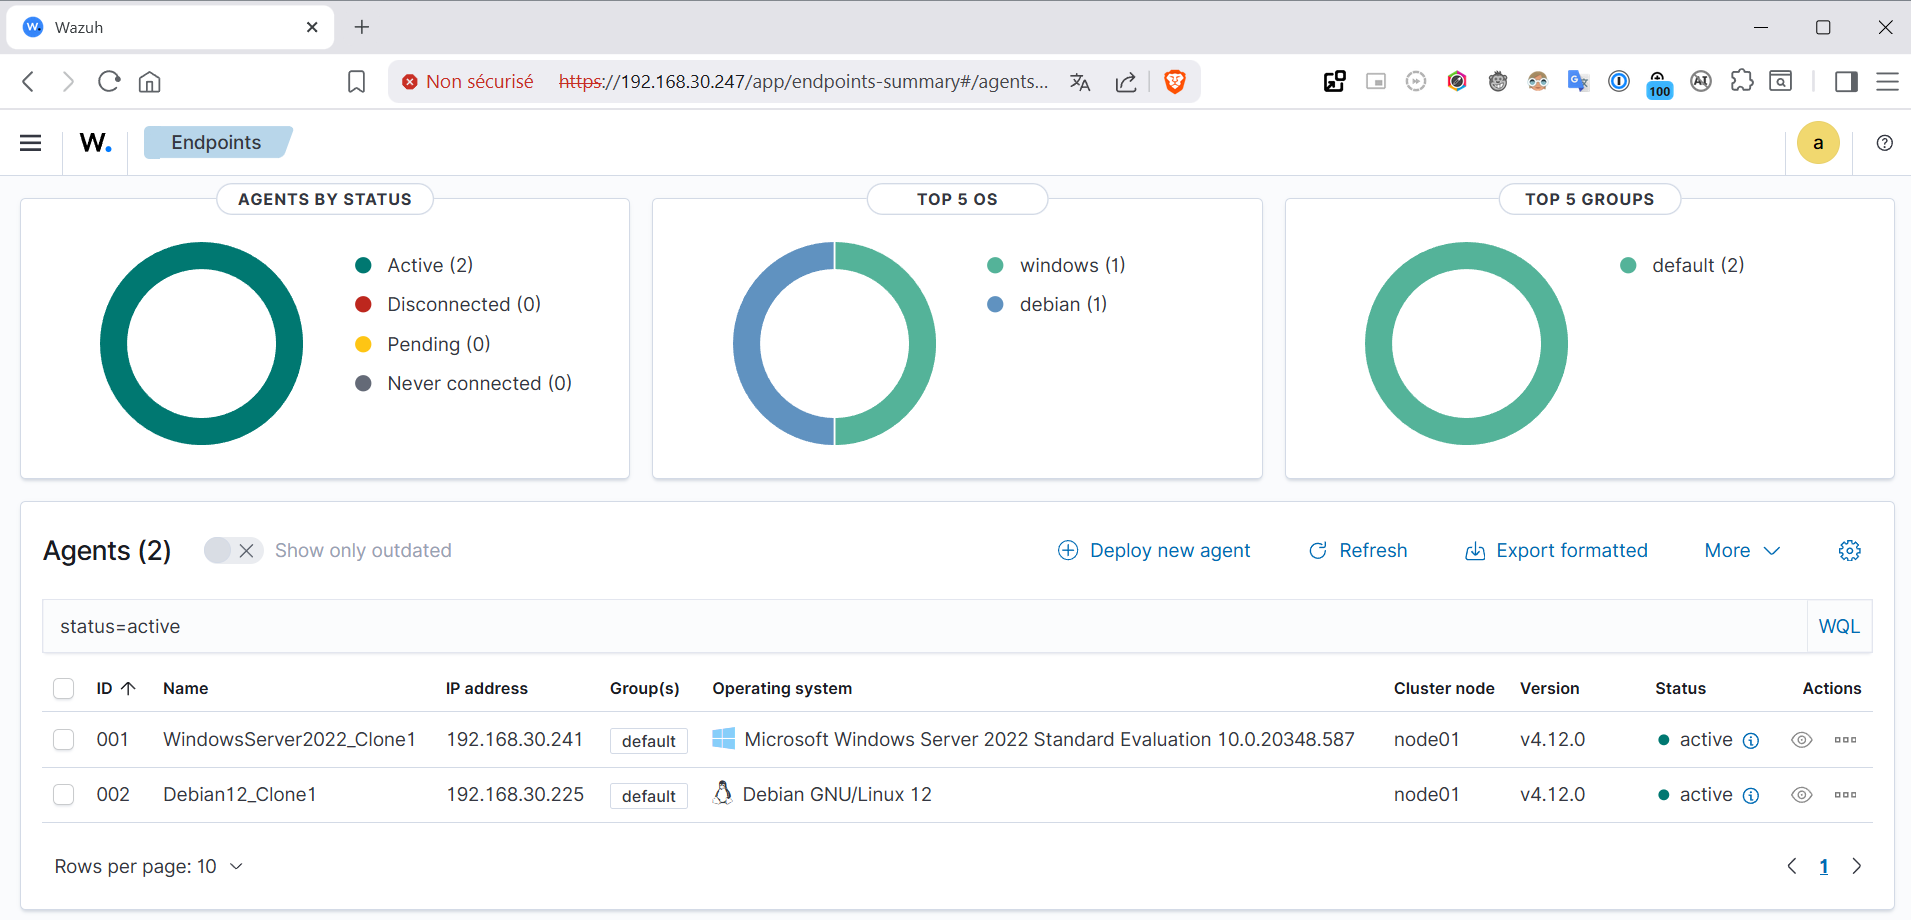 Wazuh
Non sécurisé https://192.168.30.247/app/endpoints-summary#/agents...
100
W. Endpoints a
AGENTS BY STATUS
Active (2)
Disconnected (0)
Pending (0)
Never connected (0)
TOP 5 OS
windows (1)
debian (1)
TOP 5 GROUPS
default (2)
Agents (2) Show only outdated Deploy new agent Refresh Export formatted More
status=active WQL
ID Name IP address Group(s) Operating system Cluster node Version Status Actions
001 WindowsServer2022_Clone1 192.168.30.241 default Microsoft Windows Server 2022 Standard Evaluation 10.0.20348.587 node01 v4.12.0 active
002 Debian12_Clone1 192.168.30.225 default Debian GNU/Linux 12 node01 v4.12.0 active
Rows per page: 10 1